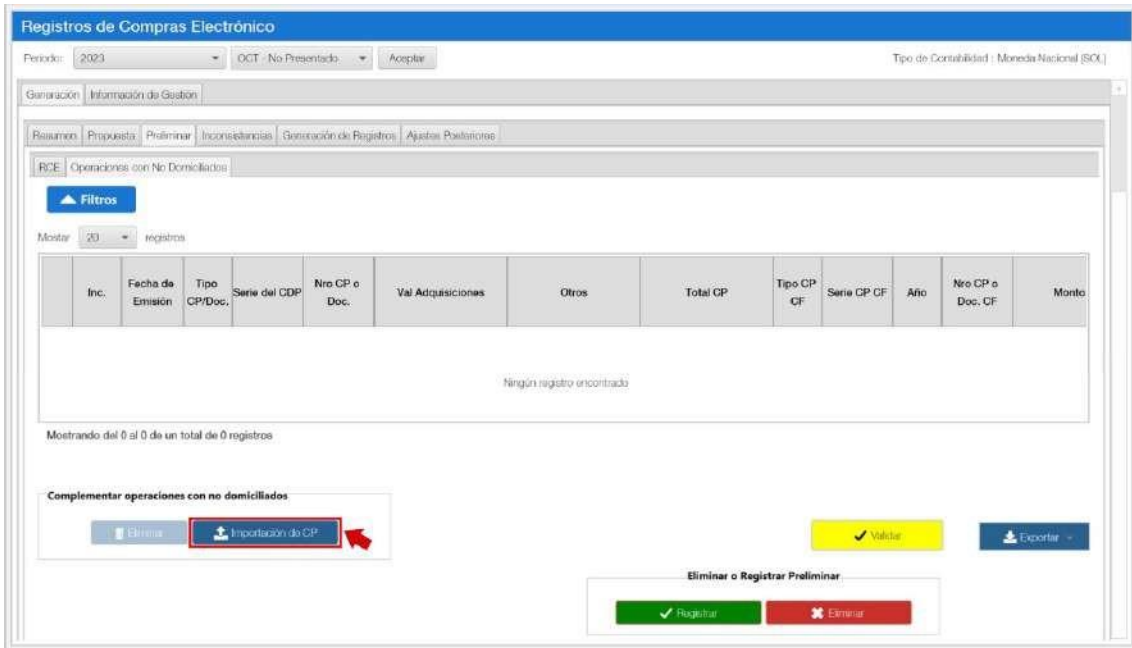 Registros de Compras Electrónico
Periodo: 2023 OCT - No Presentado Aceptar Tipo de Contabilidad : Moneda Nacional (SOL)
Generación Información de Gestión
Resumen Propuesta Preliminar Inconsistencias Generación de Registros Ajustes Posteriores
RCE Operaciones con No Domiciliados
Filtros
Mostar 20 registros
Inc. Fecha de Emisión Tipo CP/Doc. Serie del CDP Nro CP o Doc. Val Adquisiciones Otros Total CP Tipo CP CF Serie CP CF Año Nro CP o Doc. CF Monto
Ningún registro encontrado
Mostrando del 0 al 0 de un total de 0 registros
Complementar operaciones con no domiciliados
Eliminar Importación de CP Validar Exportar
Eliminar o Registrar Preliminar
Registrar Eliminar